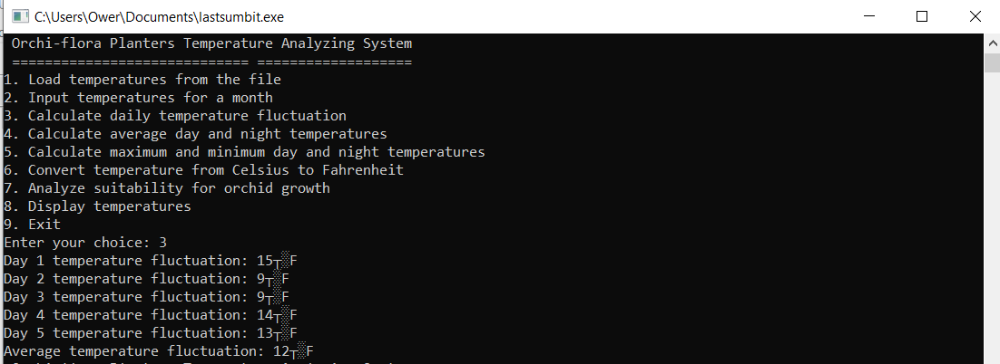 C:\Users\Ower\Documents\lastsumbit.exe
Orchi-flora Planters Temperature Analyzing System
============================= ===================
1. Load temperatures from the file
2. Input temperatures for a month
3. Calculate daily temperature fluctuation
4. Calculate average day and night temperatures
5. Calculate maximum and minimum day and night temperatures
6. Convert temperature from Celsius to Fahrenheit
7. Analyze suitability for orchid growth
8. Display temperatures
9. Exit
Enter your choice: 3
Day 1 temperature fluctuation: 15┬░F
Day 2 temperature fluctuation: 9┬░F
Day 3 temperature fluctuation: 9┬░F
Day 4 temperature fluctuation: 14┬░F
Day 5 temperature fluctuation: 13┬░F
Average temperature fluctuation: 12┬░F